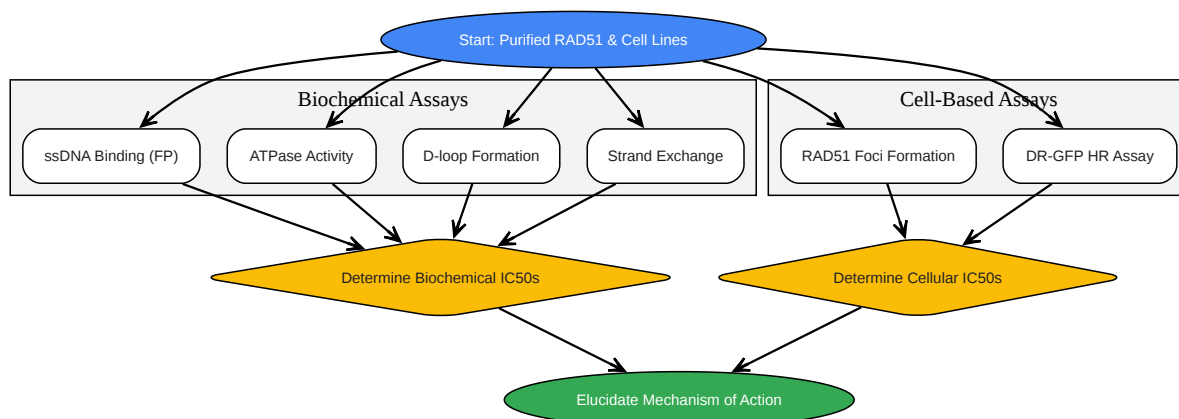 Start: Purified RAD51 & Cell Lines
Biochemical Assays
Cell-Based Assays
ssDNA Binding (FP)
ATPase Activity
D-loop Formation
Strand Exchange
RAD51 Foci Formation
DR-GFP HR Assay
Determine Biochemical IC50s
Determine Cellular IC50s
Elucidate Mechanism of Action